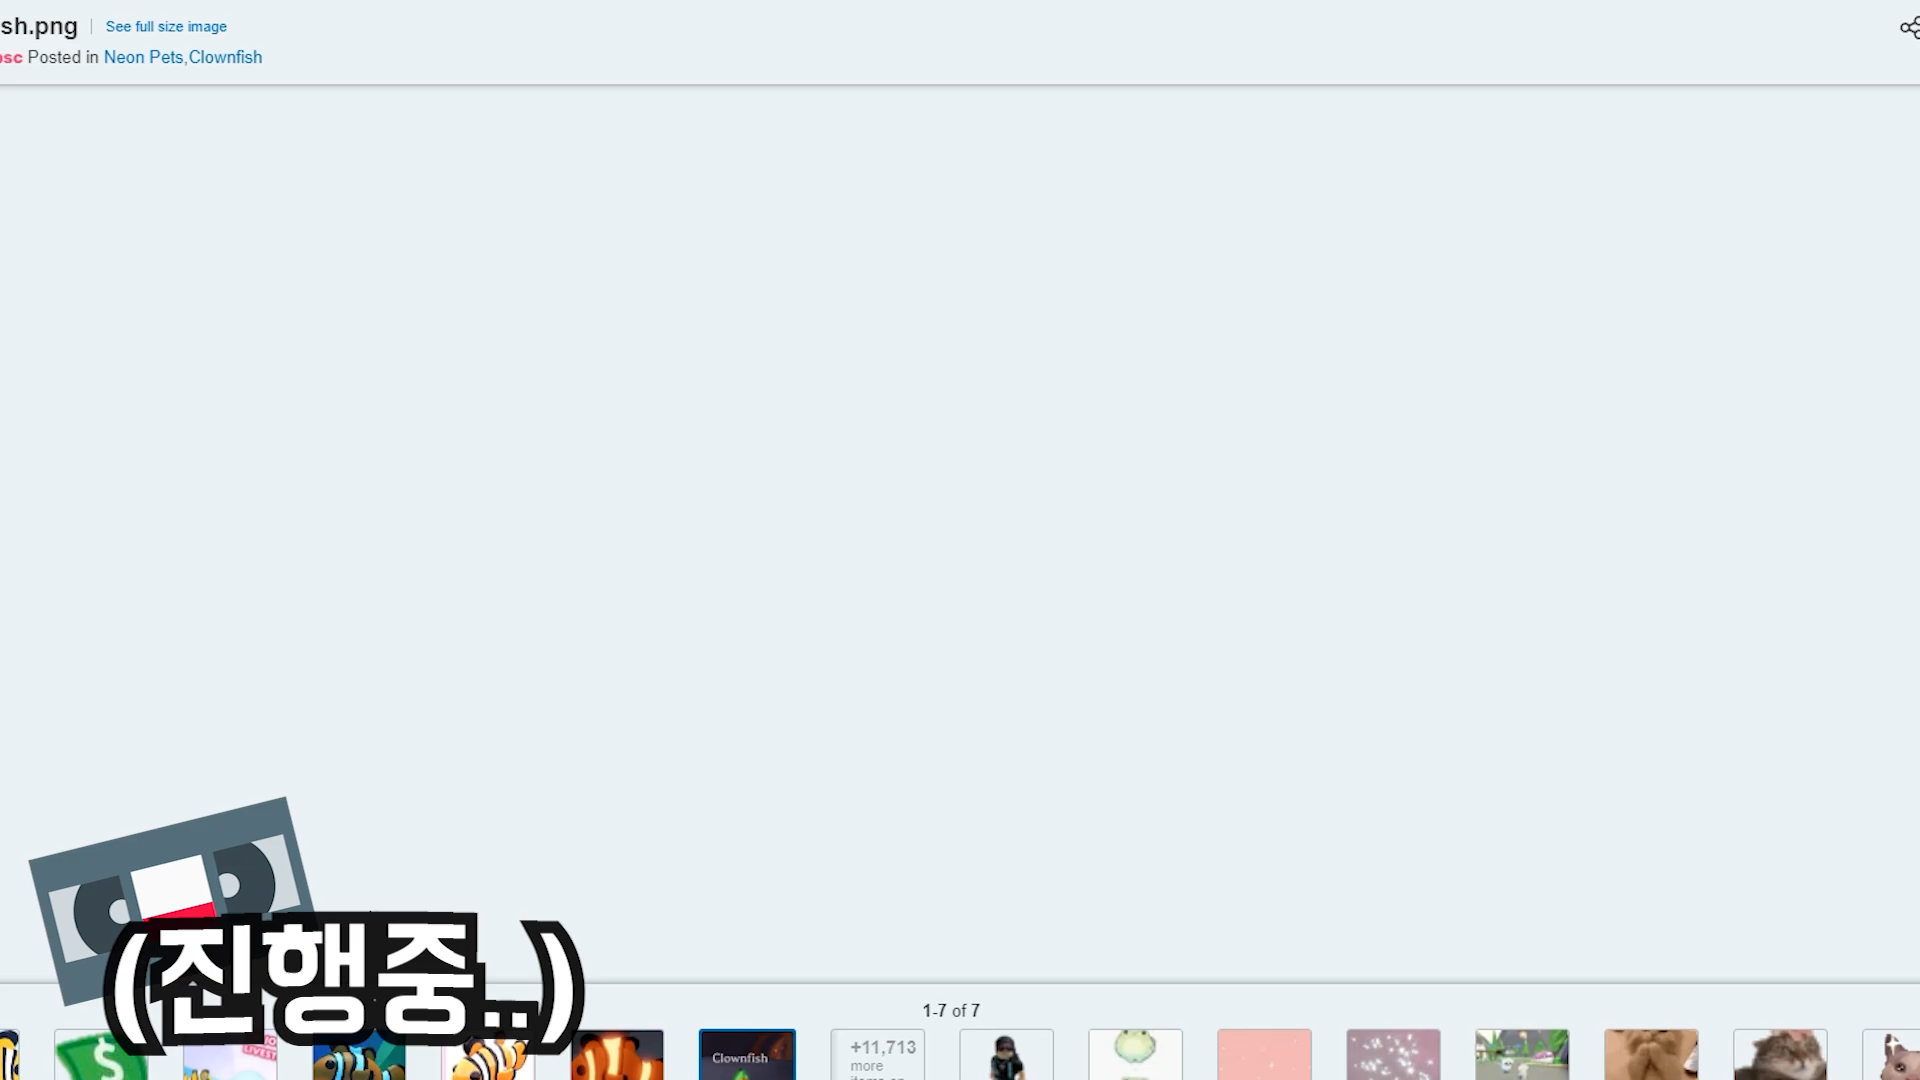 sh.png
See full size image
sc Posted in Neon Pets,Clownfish
1-7 of 7
$
LIVEST
Clownfish
+11,713
more
(진행중..)